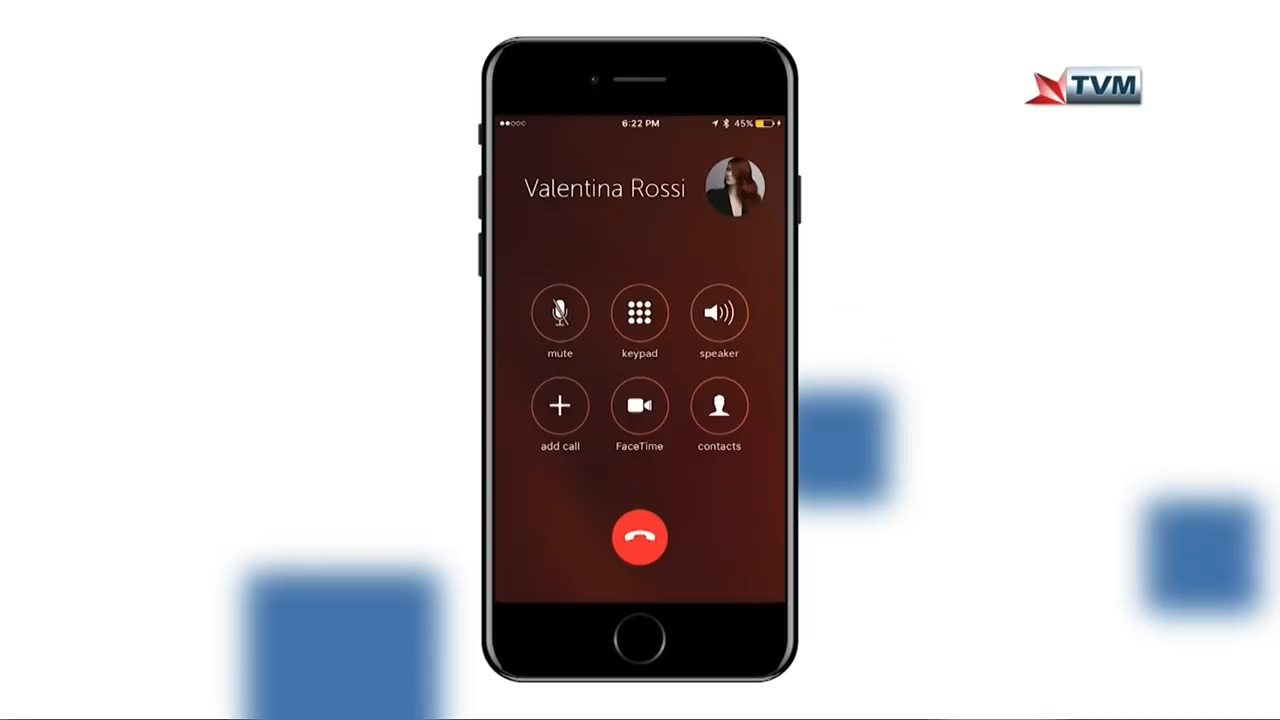 TVM
6:22 PM 45%
Valentina Rossi
mute keypad speaker
add call FaceTime contacts